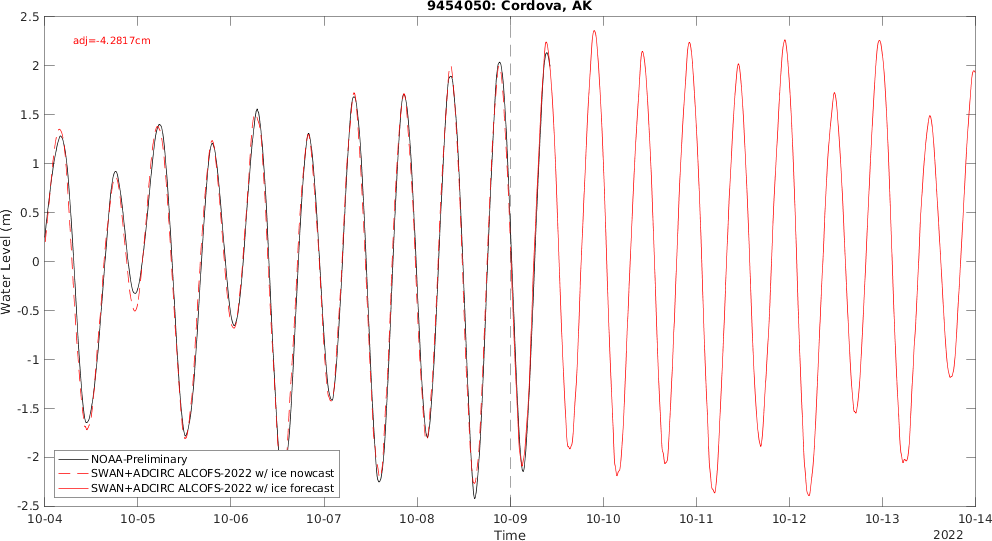 9454050: Cordova, AK
adj=-4.2817cm
2.5
2
1.5
1
0.5
0
-0.5
-1
-1.5
-2
-2.5
Water Level (m)
NOAA-Preliminary
SWAN+ADCIRC ALCOFS-2022 w/ ice nowcast
SWAN+ADCIRC ALCOFS-2022 w/ ice forecast
10-04 10-05 10-06 10-07 10-08 10-09 10-10 10-11 10-12 10-13 10-14
Time
2022